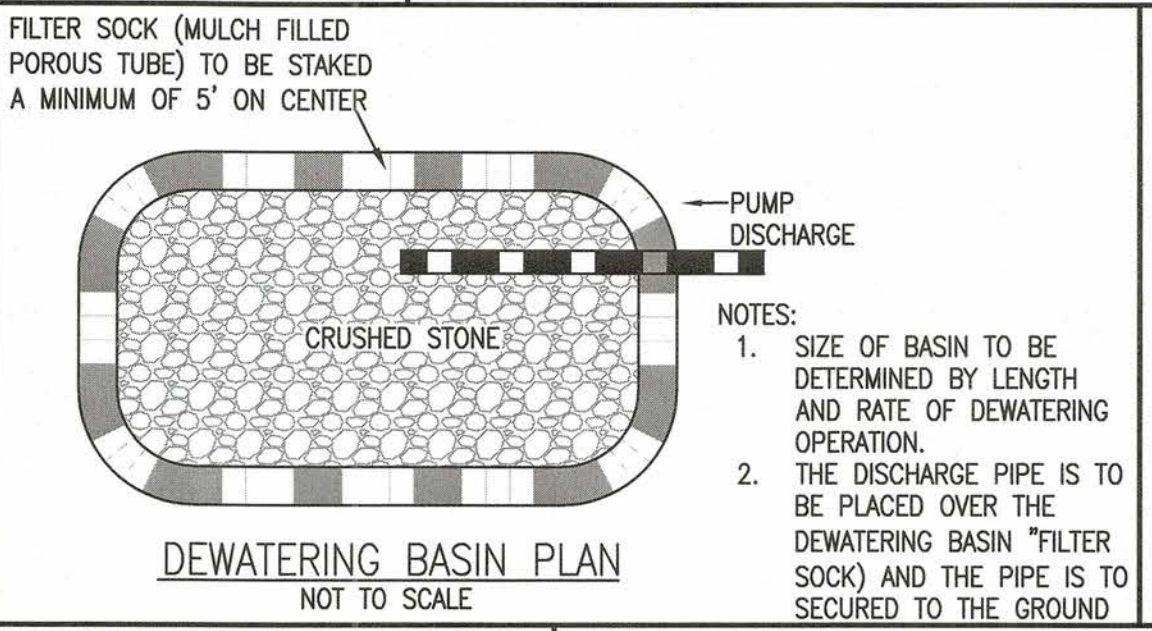 FILTER SOCK (MULCH FILLED
POROUS TUBE) TO BE STAKED
A MINIMUM OF 5' ON CENTER
PUMP
DISCHARGE
CRUSHED STONE
NOTES:
1. SIZE OF BASIN TO BE
DETERMINED BY LENGTH
AND RATE OF DEWATERING
OPERATION.
2. THE DISCHARGE PIPE IS TO
BE PLACED OVER THE
DEWATERING BASIN "FILTER
SOCK) AND THE PIPE IS TO
SECURED TO THE GROUND
DEWATERING BASIN PLAN
NOT TO SCALE